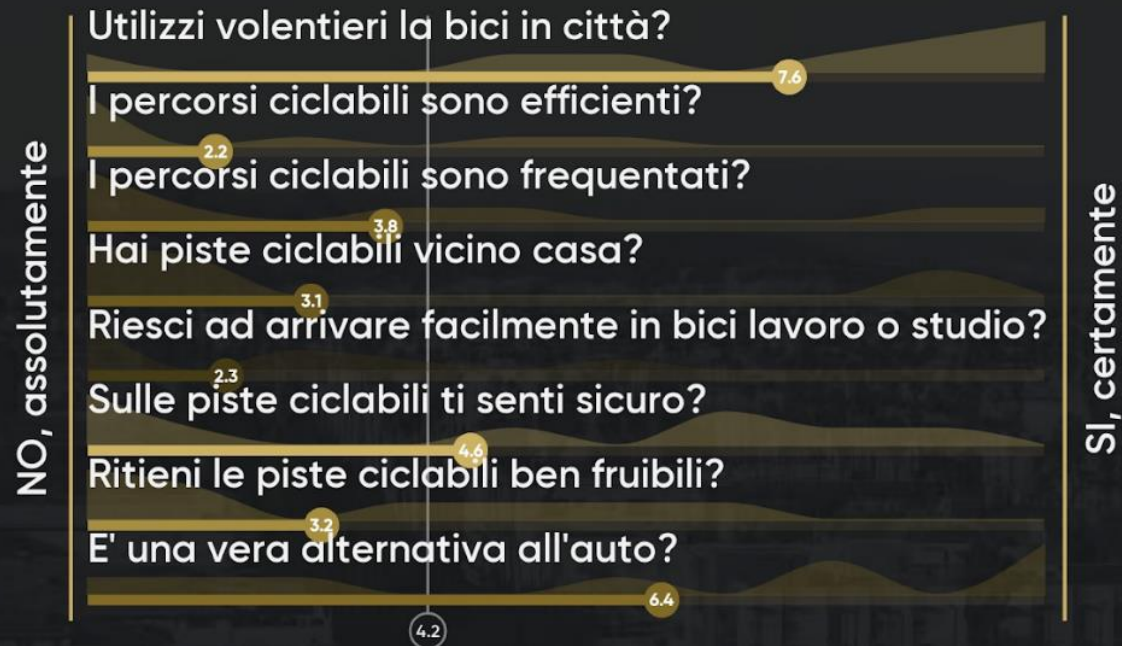 Utilizzi volentieri la bici in città?
7.6
I percorsi ciclabili sono efficienti?
2.2
I percorsi ciclabili sono frequentati?
3.8
Hai piste ciclabili vicino casa?
3.1
Riesci ad arrivare facilmente in bici lavoro o studio?
2.3
Sulle piste ciclabili ti senti sicuro?
4.6
Ritieni le piste ciclabili ben fruibili?
3.2
E' una vera alternativa all'auto?
6.4
4.2
NO, assolutamente
SI, certamente